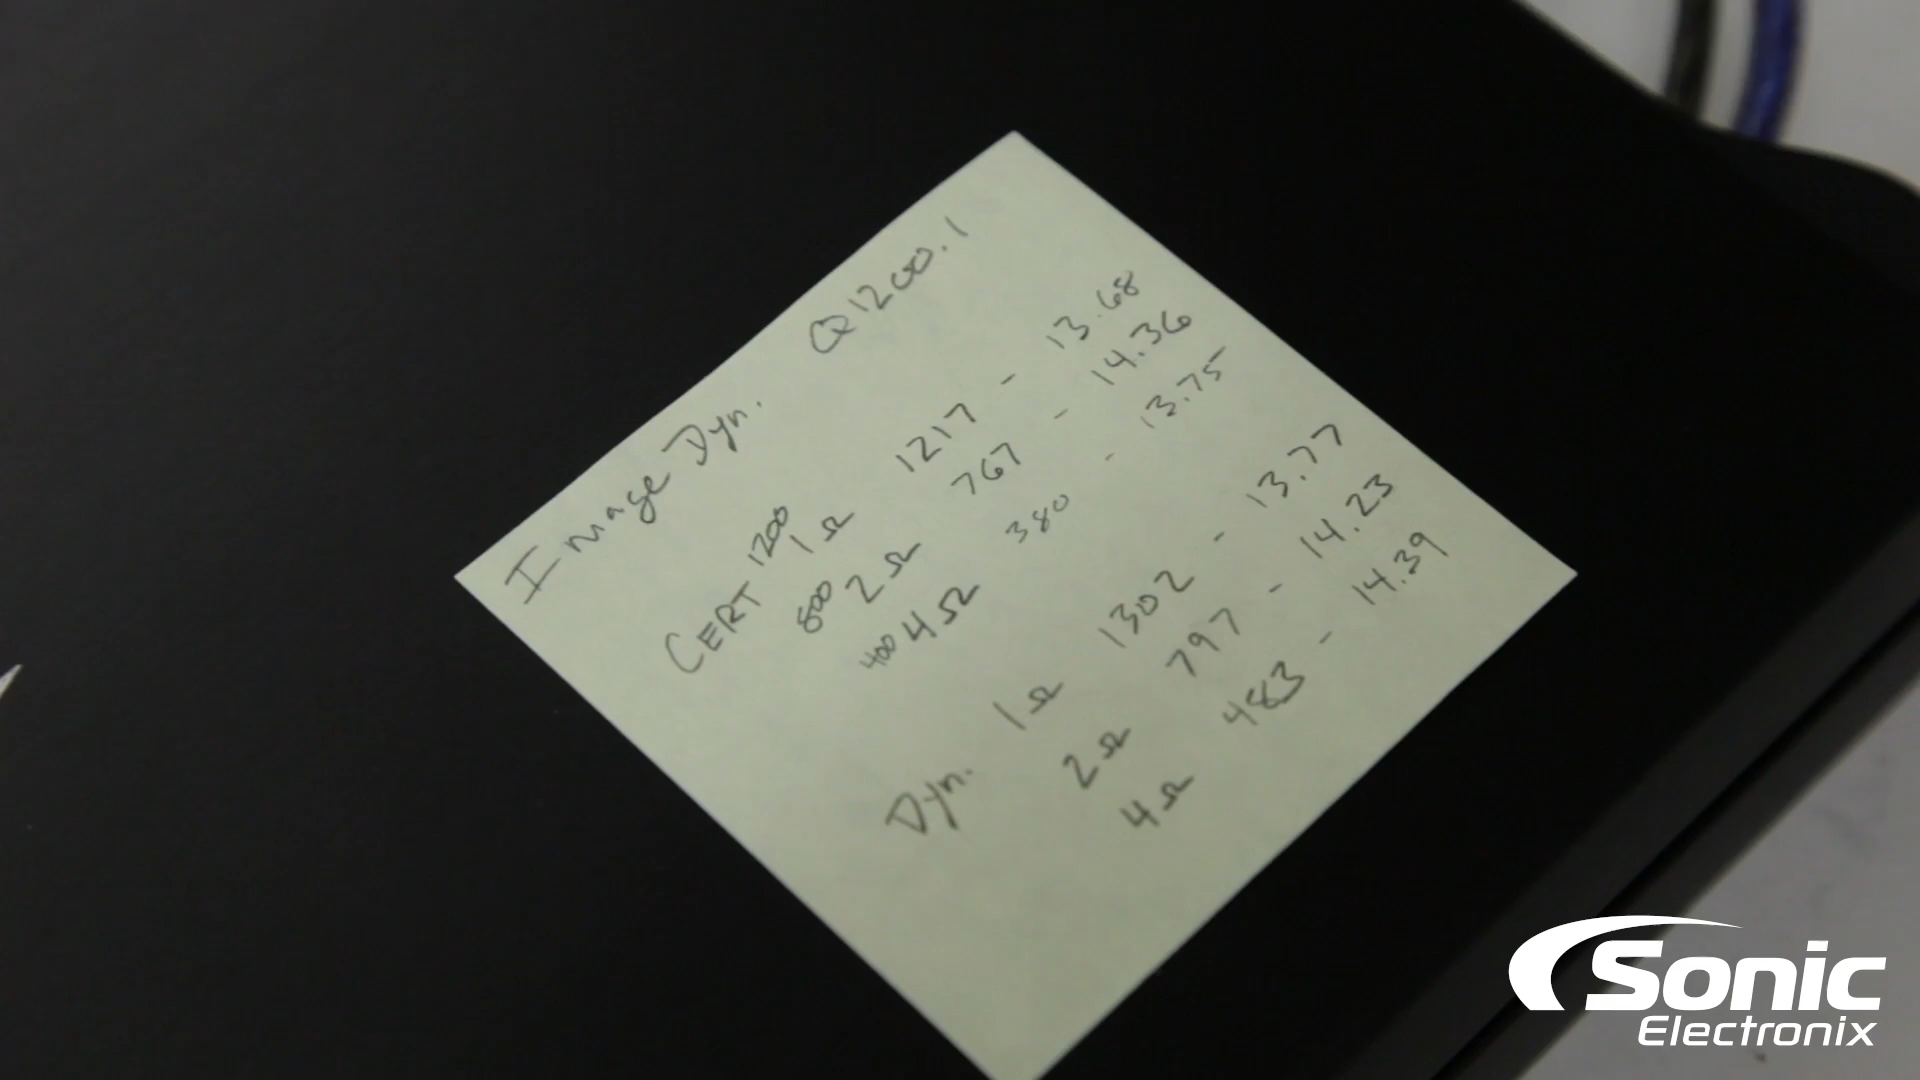 Image Dyn. Q1200.1
CERT 1200 1Ω 1217 - 13.68
800 2Ω 767 - 14.36
400 4Ω 380 - 13.75
Dyn. 1Ω 1302 - 13.77
2Ω 797 - 14.23
4Ω 483 - 14.39
Sonic
Electronix